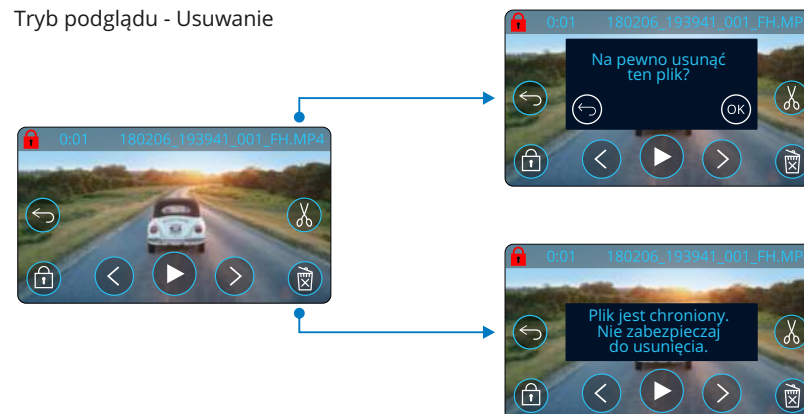 Tryb podglądu - Usuwanie
0:01 180206_193941_001_FH.MP
Na pewno usunąć
ten plik?
OK
0:01 180206_193941_001_FH.MP4
0:01 180206_193941_001_FH.MP
Plik jest chroniony.
Nie zabezpieczaj
do usunięcia.